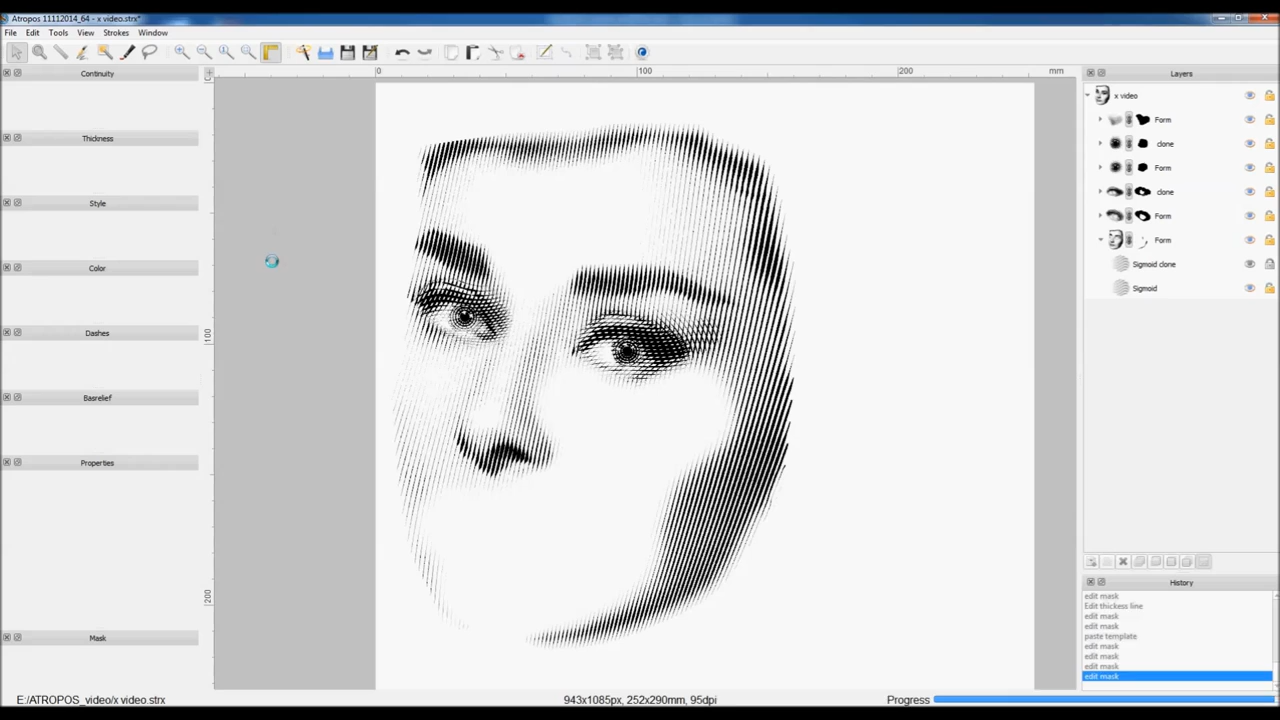 Atropos 11112014_64 - x video.strx*
File Edit Tools View Strokes Window
Continuity
Thickness
Style
Color
Dashes
Basrelief
Properties
Mask
0 100 200 mm
100
200
Layers
x video
Form
clone
Form
clone
Form
Form
Sigmoid clone
Sigmoid
History
edit mask
Edit thickess line
edit mask
edit mask
paste template
edit mask
edit mask
edit mask
edit mask
E:/ATROPOS_video/x video.strx 943x1085px, 252x290mm, 95dpi Progress